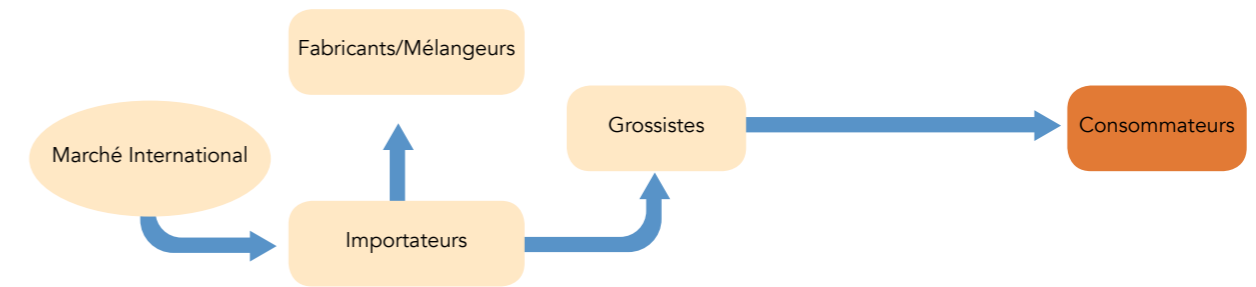 Fabricants/Mélangeurs
Grossistes
Consommateurs
Marché International
Importateurs